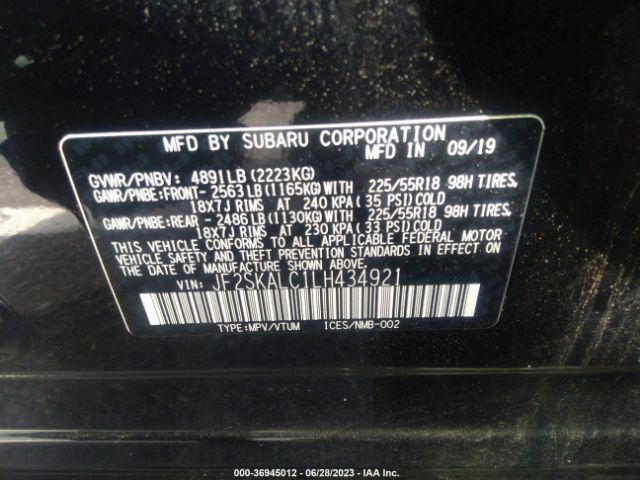 MFD BY SUBARU CORPORATION
MFD IN 09/19
GVWR/PNBV: 4891LB (2223KG)
GAWR/PNBE:FRONT- 2563LB (1165KG) WITH 225/55R18 98H TIRES,
18X7J RIMS AT 240 KPA (35 PSI) COLD
GAWR/PNBE:REAR - 2486LB (1130KG) WITH 225/55R18 98H TIRES,
18X7J RIMS AT 230 KPA (33 PSI) COLD
THIS VEHICLE CONFORMS TO ALL APPLICABLE FEDERAL MOTOR
VEHICLE SAFETY AND THEFT PREVENTION STANDARDS IN EFFECT ON
THE DATE OF MANUFACTURE SHOWN ABOVE.
VIN: JF2SKALC1LH434921
TYPE:MPV/VTUM ICES/NMB-002
000-36945012 - 06/28/2023 - IAA Inc.